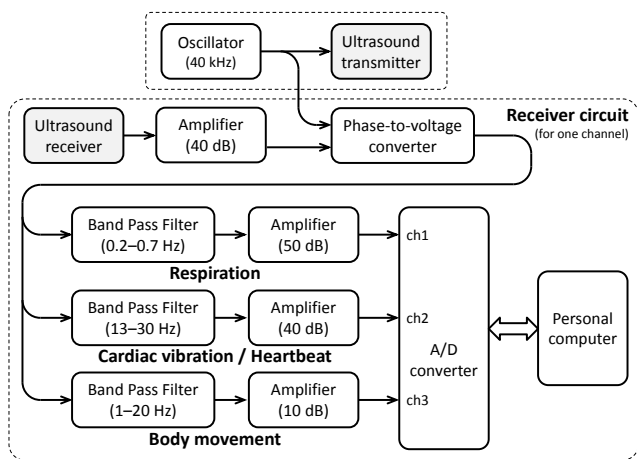 Oscillator
(40 kHz)
Ultrasound
transmitter
Receiver circuit
(for one channel)
Ultrasound
receiver
Amplifier
(40 dB)
Phase-to-voltage
converter
Band Pass Filter
(0.2–0.7 Hz)
Amplifier
(50 dB)
ch1
Respiration
Band Pass Filter
(13–30 Hz)
Amplifier
(40 dB)
ch2
Cardiac vibration / Heartbeat
A/D
converter
Personal
computer
Band Pass Filter
(1–20 Hz)
Amplifier
(10 dB)
ch3
Body movement